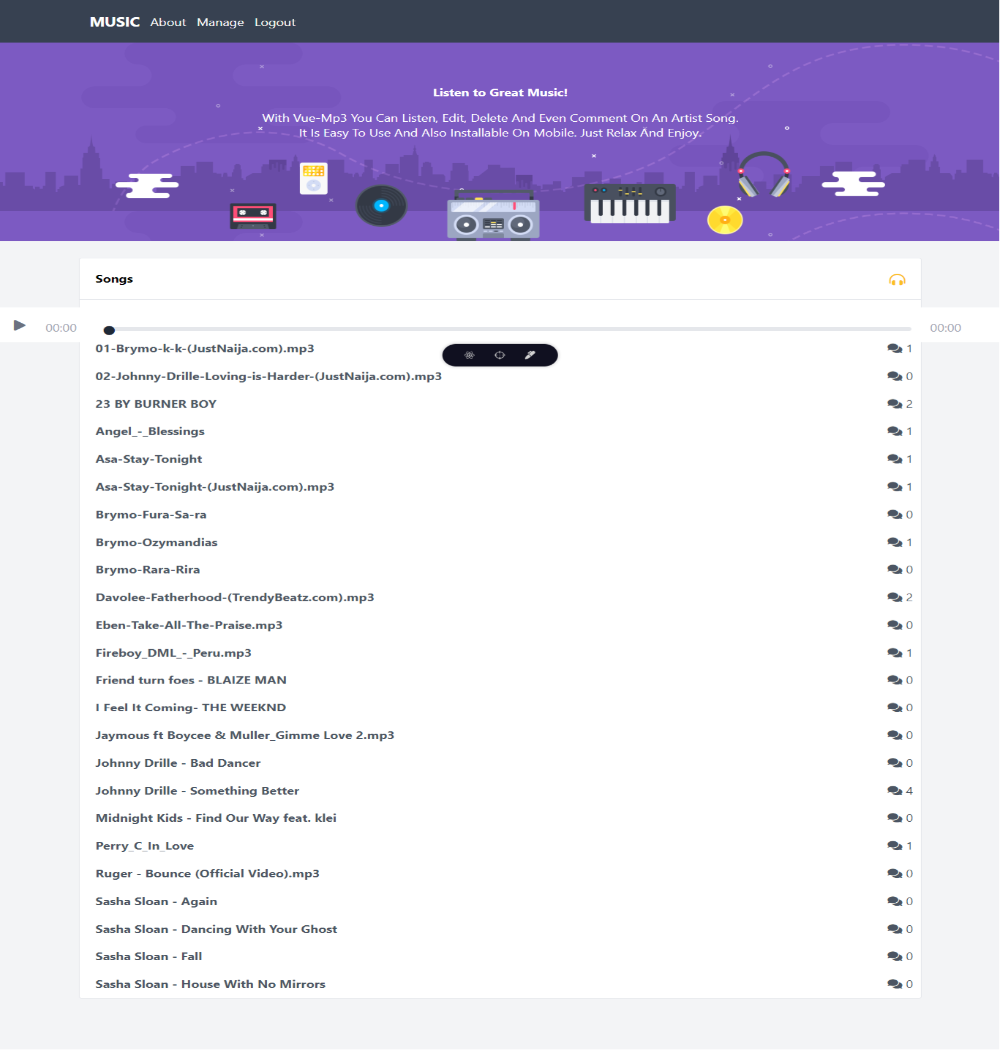 MUSIC About Manage Logout
Listen to Great Music!
With Vue-Mp3 You Can Listen, Edit, Delete And Even Comment On An Artist Song.
It Is Easy To Use And Also Installable On Mobile. Just Relax And Enjoy.
Songs
00:00 00:00
01-Brymo-k-k-(JustNaija.com).mp3 1
02-Johnny-Drille-Loving-is-Harder-(JustNaija.com).mp3 0
23 BY BURNER BOY 2
Angel_-_Blessings 1
Asa-Stay-Tonight 1
Asa-Stay-Tonight-(JustNaija.com).mp3 1
Brymo-Fura-Sa-ra 0
Brymo-Ozymandias 1
Brymo-Rara-Rira 0
Davolee-Fatherhood-(TrendyBeatz.com).mp3 2
Eben-Take-All-The-Praise.mp3 0
Fireboy_DML_-_Peru.mp3 1
Friend turn foes - BLAIZE MAN 0
I Feel It Coming- THE WEEKND 0
Jaymous ft Boycee & Muller_Gimme Love 2.mp3 0
Johnny Drille - Bad Dancer 0
Johnny Drille - Something Better 4
Midnight Kids - Find Our Way feat. klei 0
Perry_C_In_Love 1
Ruger - Bounce (Official Video).mp3 0
Sasha Sloan - Again 0
Sasha Sloan - Dancing With Your Ghost 0
Sasha Sloan - Fall 0
Sasha Sloan - House With No Mirrors 0